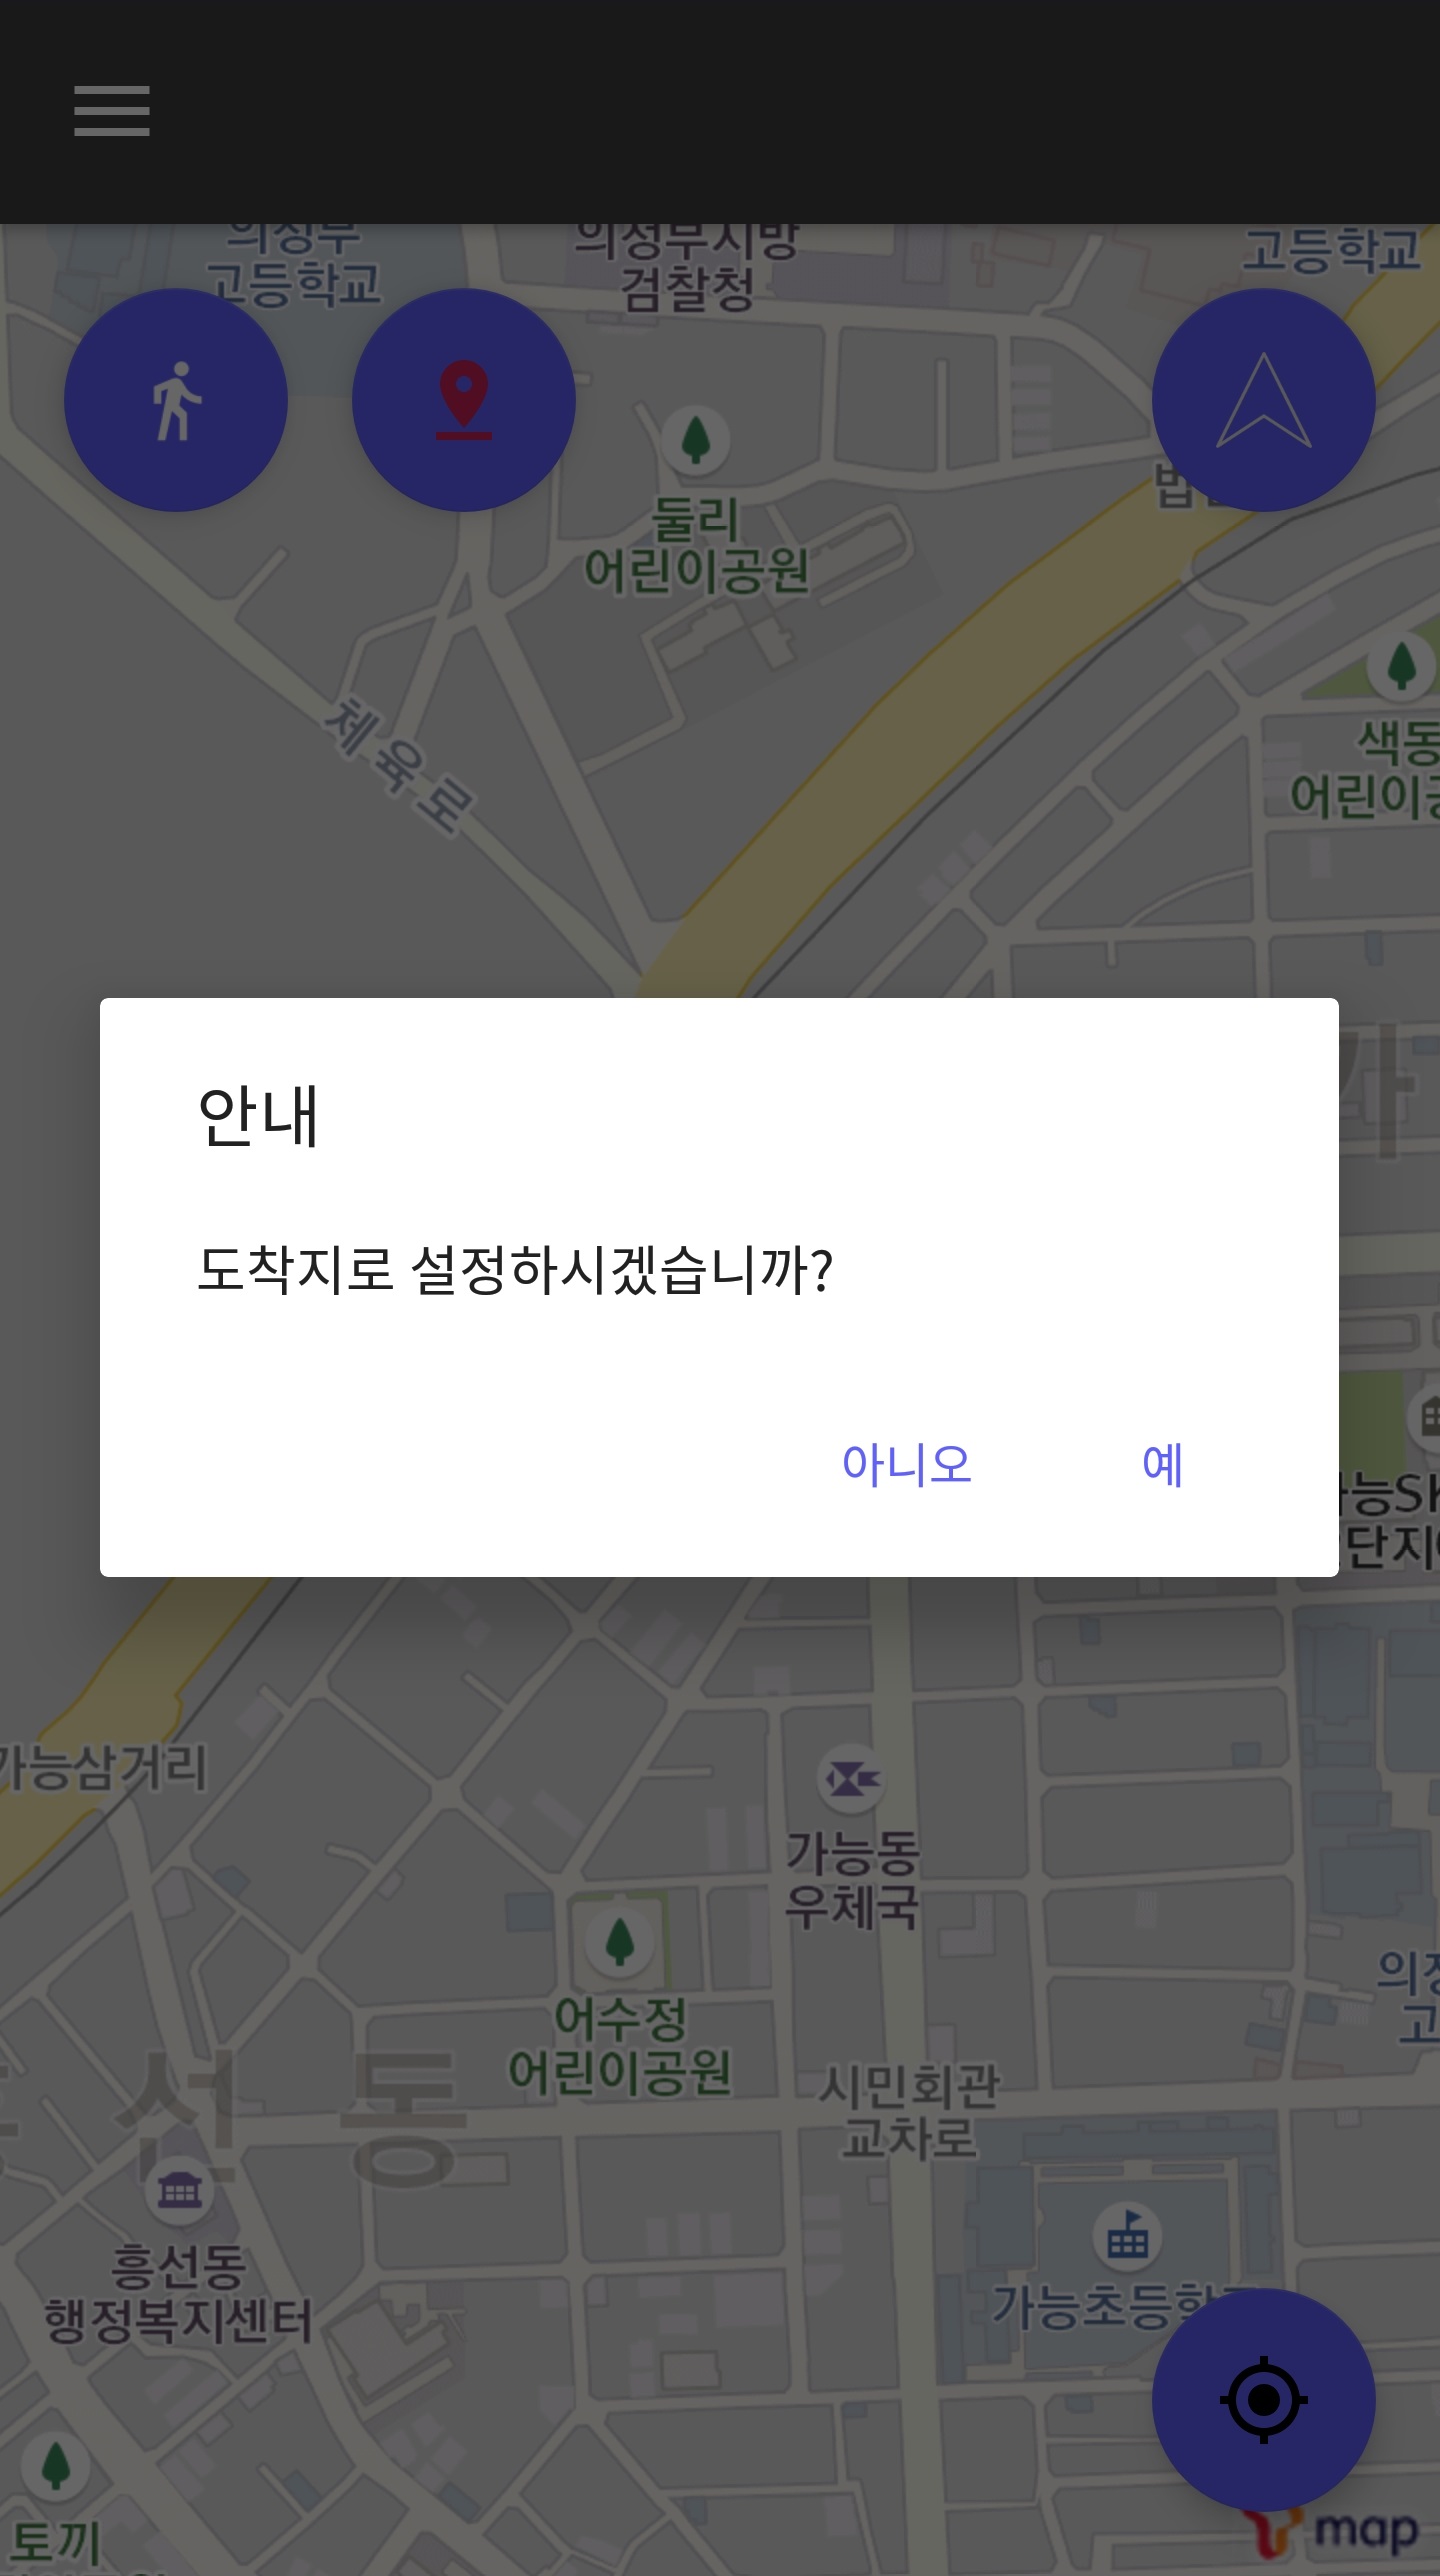 의정부
고등학교
의정부지방
검찰청
고등학교
둘리
어린이공원
체육로
어린이공
안내
도착지로 설정하시겠습니까?
아니오
예
가능삼거리
가능동
우체국
어수정
어린이공원
시민회관
교차로
선동
흥선동
행정복지센터
가능초등학교
토끼
map